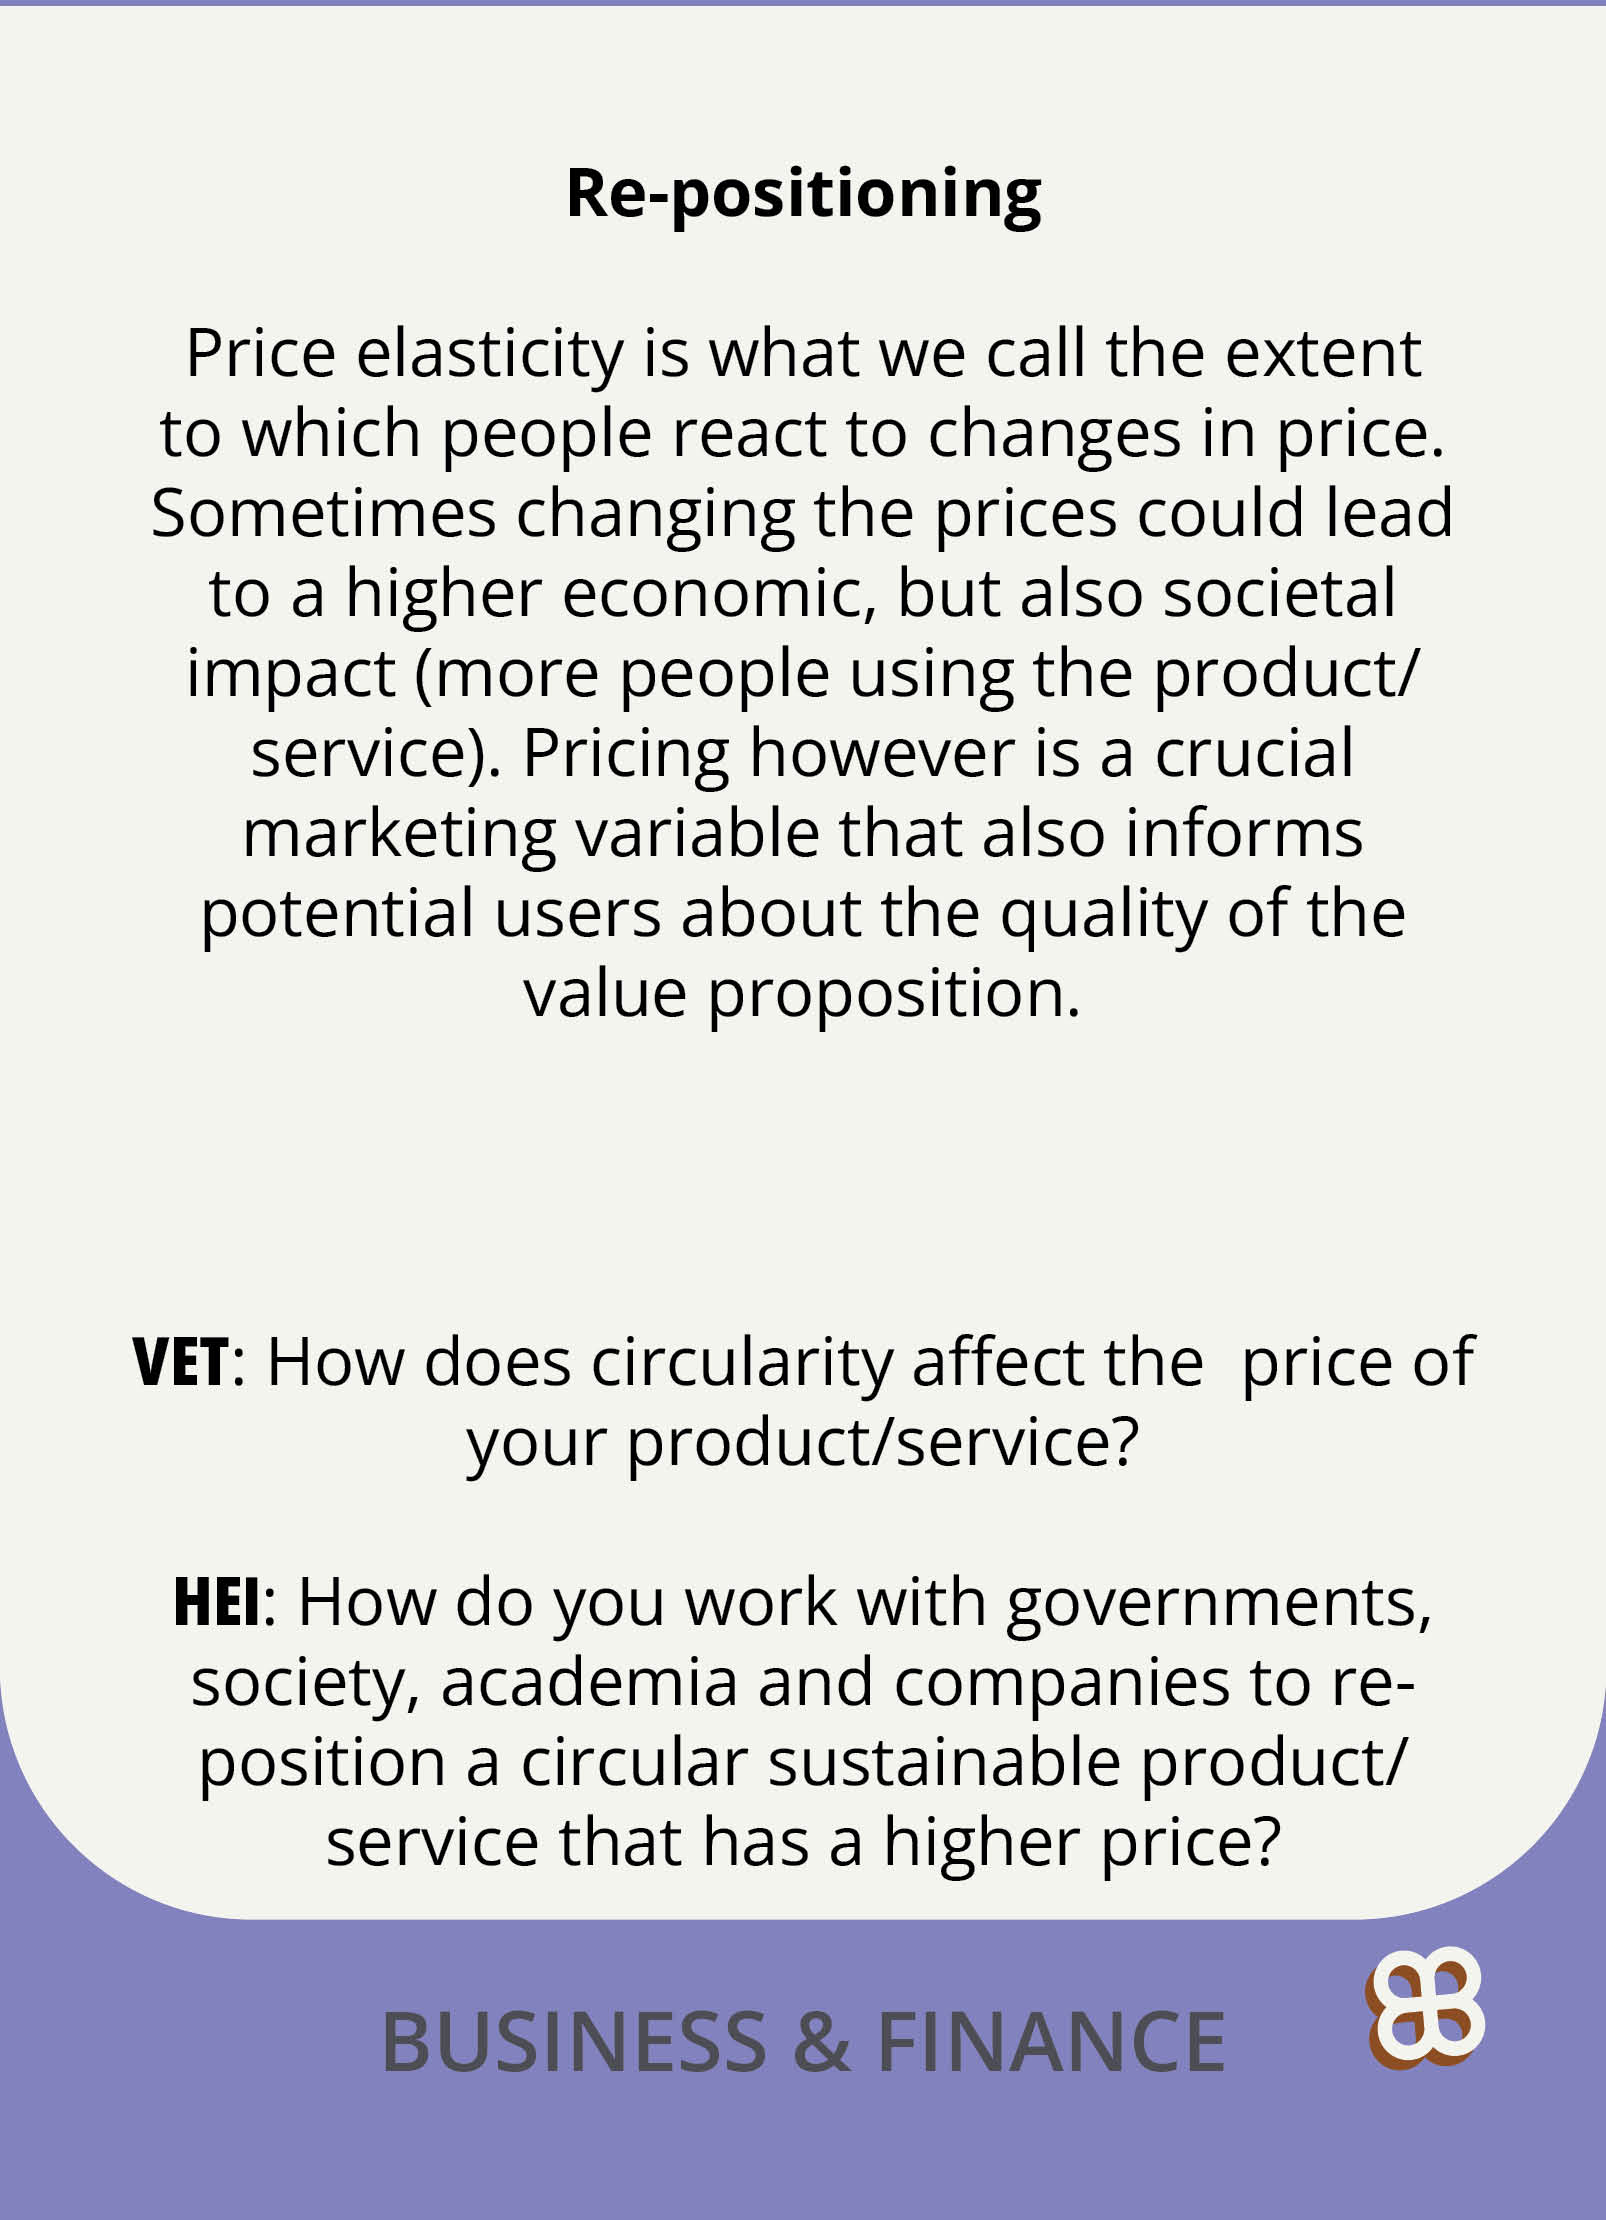 Re-positioning
Price elasticity is what we call the extent
to which people react to changes in price.
Sometimes changing the prices could lead
to a higher economic, but also societal
impact (more people using the product/
service). Pricing however is a crucial
marketing variable that also informs
potential users about the quality of the
value proposition.
VET: How does circularity affect the  price of
your product/service?
HEI: How do you work with governments,
society, academia and companies to re-
position a circular sustainable product/
service that has a higher price?
BUSINESS & FINANCE